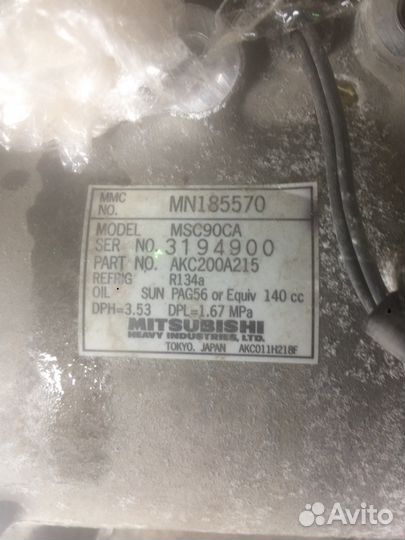 MMC NO. MN185570
MODEL MSC90CA
SER NO. 3194900
PART NO. AKC200A215
REFRIG R134a
OIL SUN PAG56 or Equiv 140 cc
DPH=3.53 DPL=1.67 MPa
MITSUBISHI
HEAVY INDUSTRIES, LTD.
TOKYO. JAPAN AKC011H218F
Avito